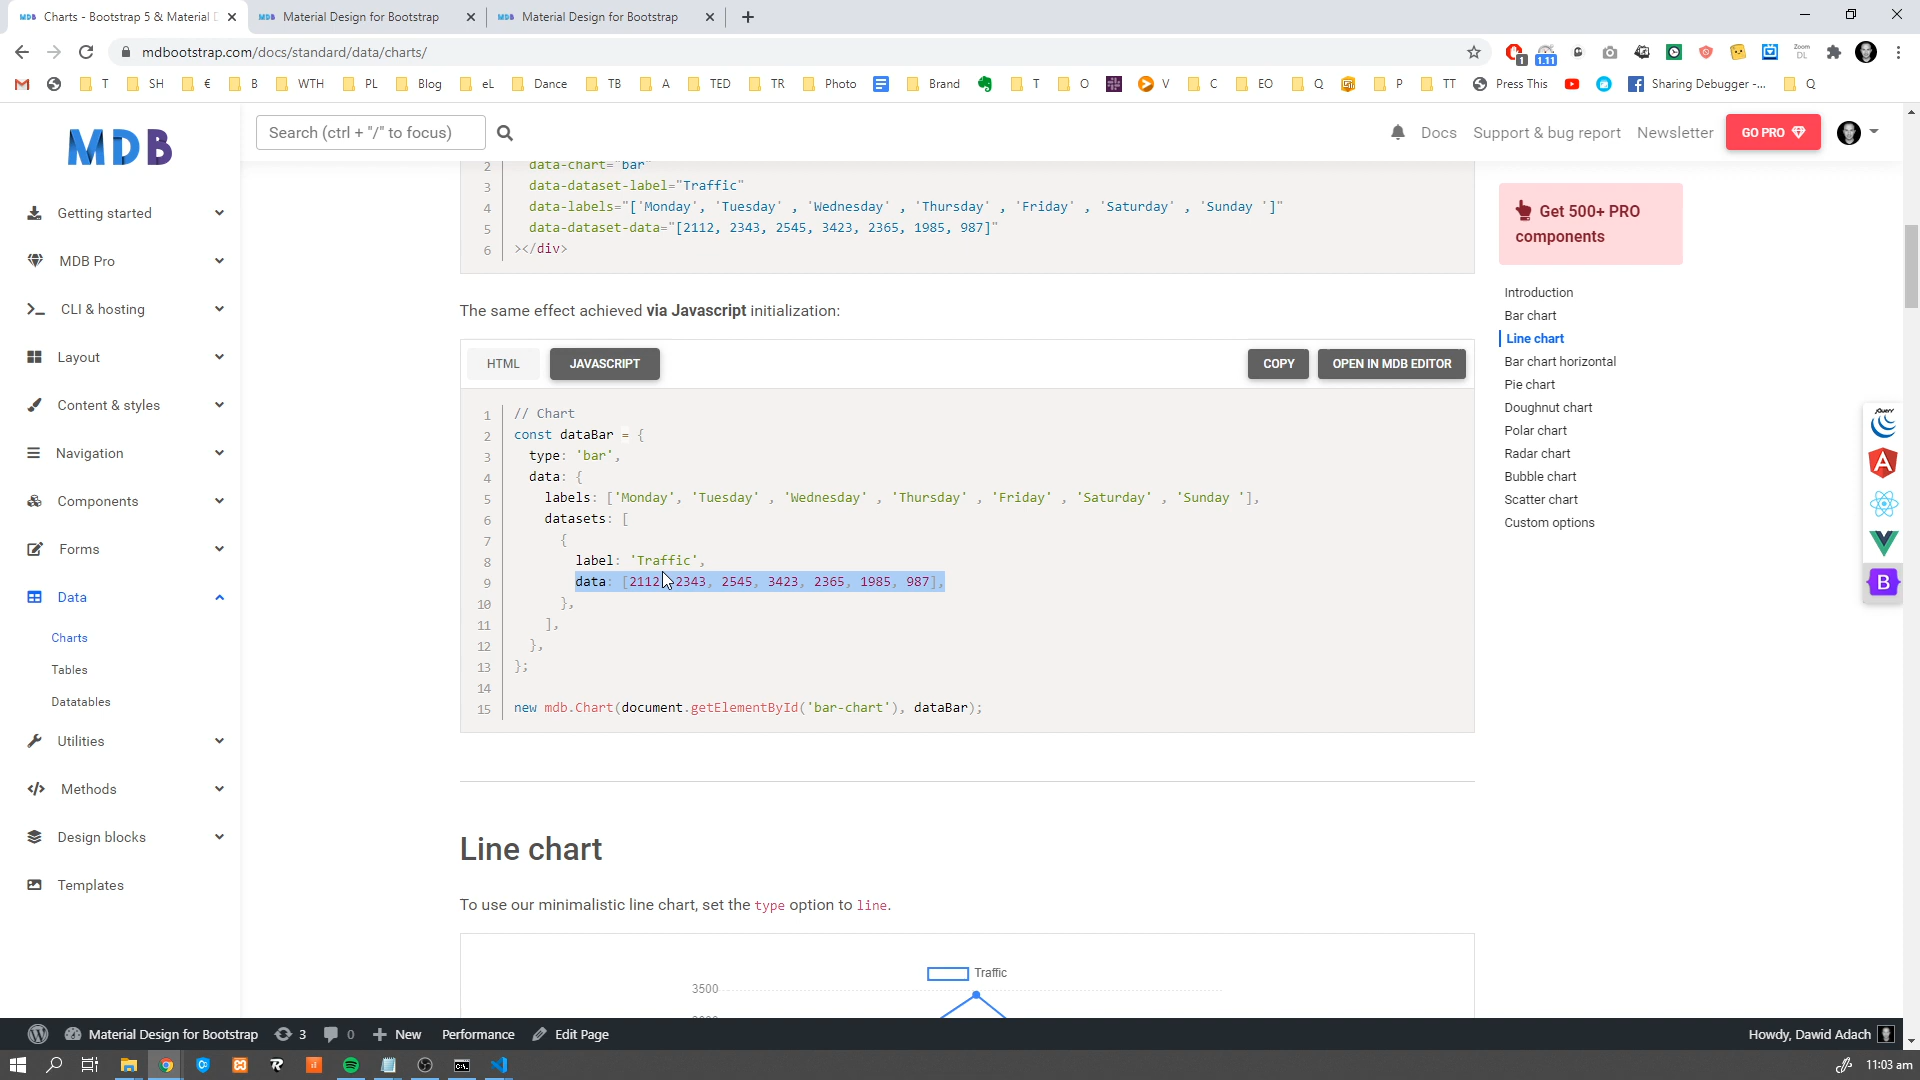 Charts - Bootstrap 5 & Material D
Material Design for Bootstrap
Material Design for Bootstrap
mdbootstrap.com/docs/standard/data/charts/
1
1.11
Zoom DL
T SH € B WTH PL Blog eL Dance TB A TED TR Photo Brand T O V C EO Q P TT Press This Sharing Debugger -... Q
MDB
Search (ctrl + "/" to focus)
Docs
Support & bug report
Newsletter
GO PRO
Getting started
MDB Pro
CLI & hosting
Layout
Content & styles
Navigation
Components
Forms
Data
Charts
Tables
Datatables
Utilities
Methods
Design blocks
Templates
2 data-chart="bar"
3 data-dataset-label="Traffic"
4 data-labels="['Monday', 'Tuesday' , 'Wednesday' , 'Thursday' , 'Friday' , 'Saturday' , 'Sunday ']"
5 data-dataset-data="[2112, 2343, 2545, 3423, 2365, 1985, 987]"
6 ></div>
The same effect achieved via Javascript initialization:
HTML
JAVASCRIPT
COPY
OPEN IN MDB EDITOR
1 // Chart
2 const dataBar = {
3 type: 'bar',
4 data: {
5 labels: ['Monday', 'Tuesday' , 'Wednesday' , 'Thursday' , 'Friday' , 'Saturday' , 'Sunday '],
6 datasets: [
7 {
8 label: 'Traffic',
9 data: [2112, 2343, 2545, 3423, 2365, 1985, 987],
10 },
11 ],
12 },
13 };
14
15 new mdb.Chart(document.getElementById('bar-chart'), dataBar);
Line chart
To use our minimalistic line chart, set the type option to line.
Traffic
3500
Get 500+ PRO
components
Introduction
Bar chart
Line chart
Bar chart horizontal
Pie chart
Doughnut chart
Polar chart
Radar chart
Bubble chart
Scatter chart
Custom options
jQuery
A
B
Material Design for Bootstrap
3
0
New
Performance
Edit Page
Howdy, Dawid Adach
11:03 am